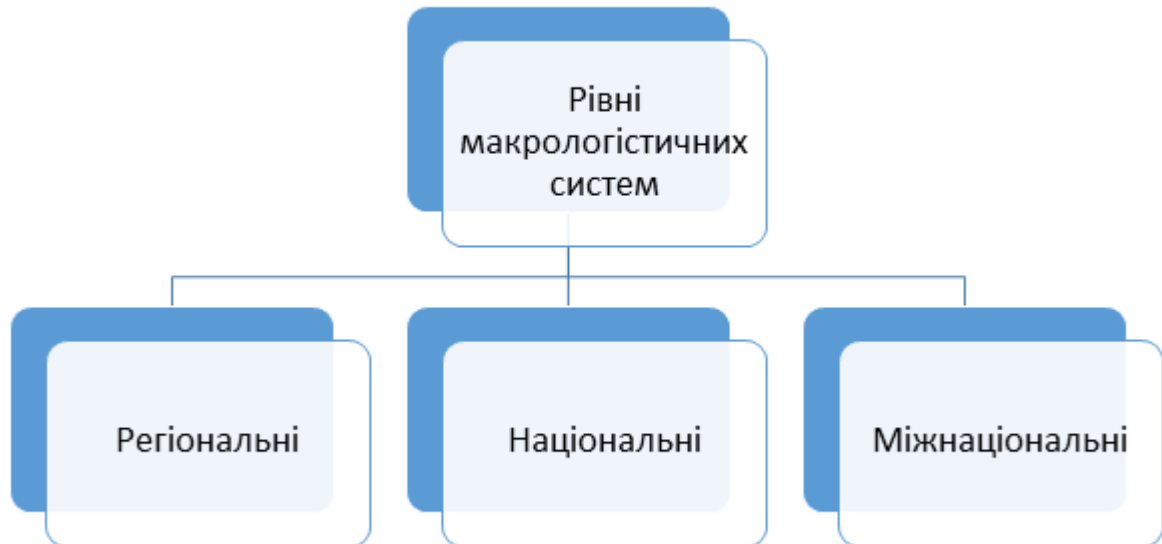 Рівні
макрологістичних
систем
Регіональні
Національні
Міжнаціональні